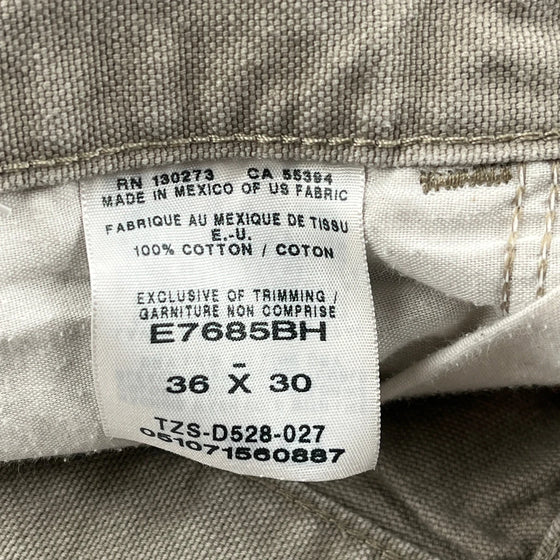 RN 130273 CA 55394
MADE IN MEXICO OF US FABRIC
FABRIQUE AU MEXIQUE DE TISSU
E.-U.
100% COTTON / COTON
EXCLUSIVE OF TRIMMING /
GARNITURE NON COMPRISE
E7685BH
36 X 30
TZS-D528-027
051071560887